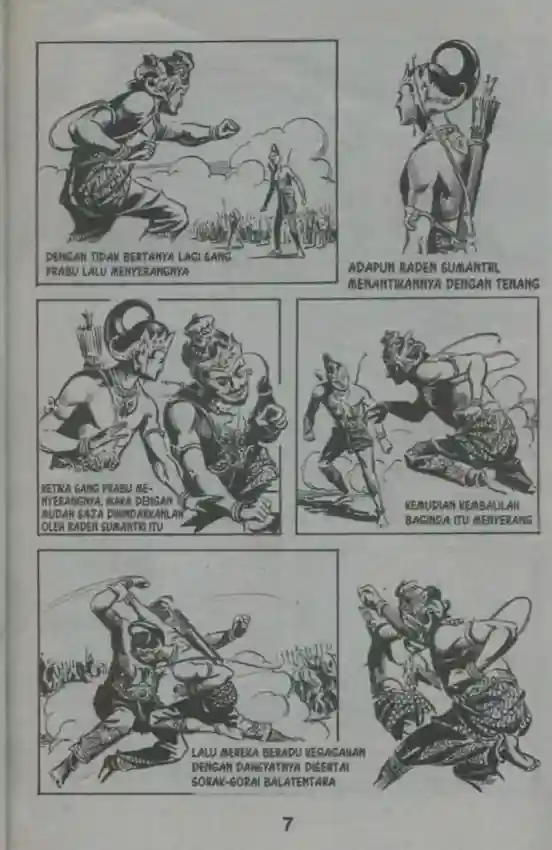 DENGAN TIDAK BERTANYA LAGI SANG
PRABU LALU MENYERANGNYA
ADAPUN RADEN SUMANTRI,
MENANTIKANNYA DENGAN TENANG
KETIKA SANG PRABU ME-
NYERANGNYA, MAKA DENGAN
MUDAH SAJA DIHINDARKANLAH
OLEH RADEN SUMANTRI ITU
KEMUDIAN KEMBALILAH
BAGINDA ITU MENYERANG
LALU MEREKA BERADU KEGAGAHAN
DENGAN DAHSYATNYA DISERTAI
SORAK-SORAI BALATENTARA
7